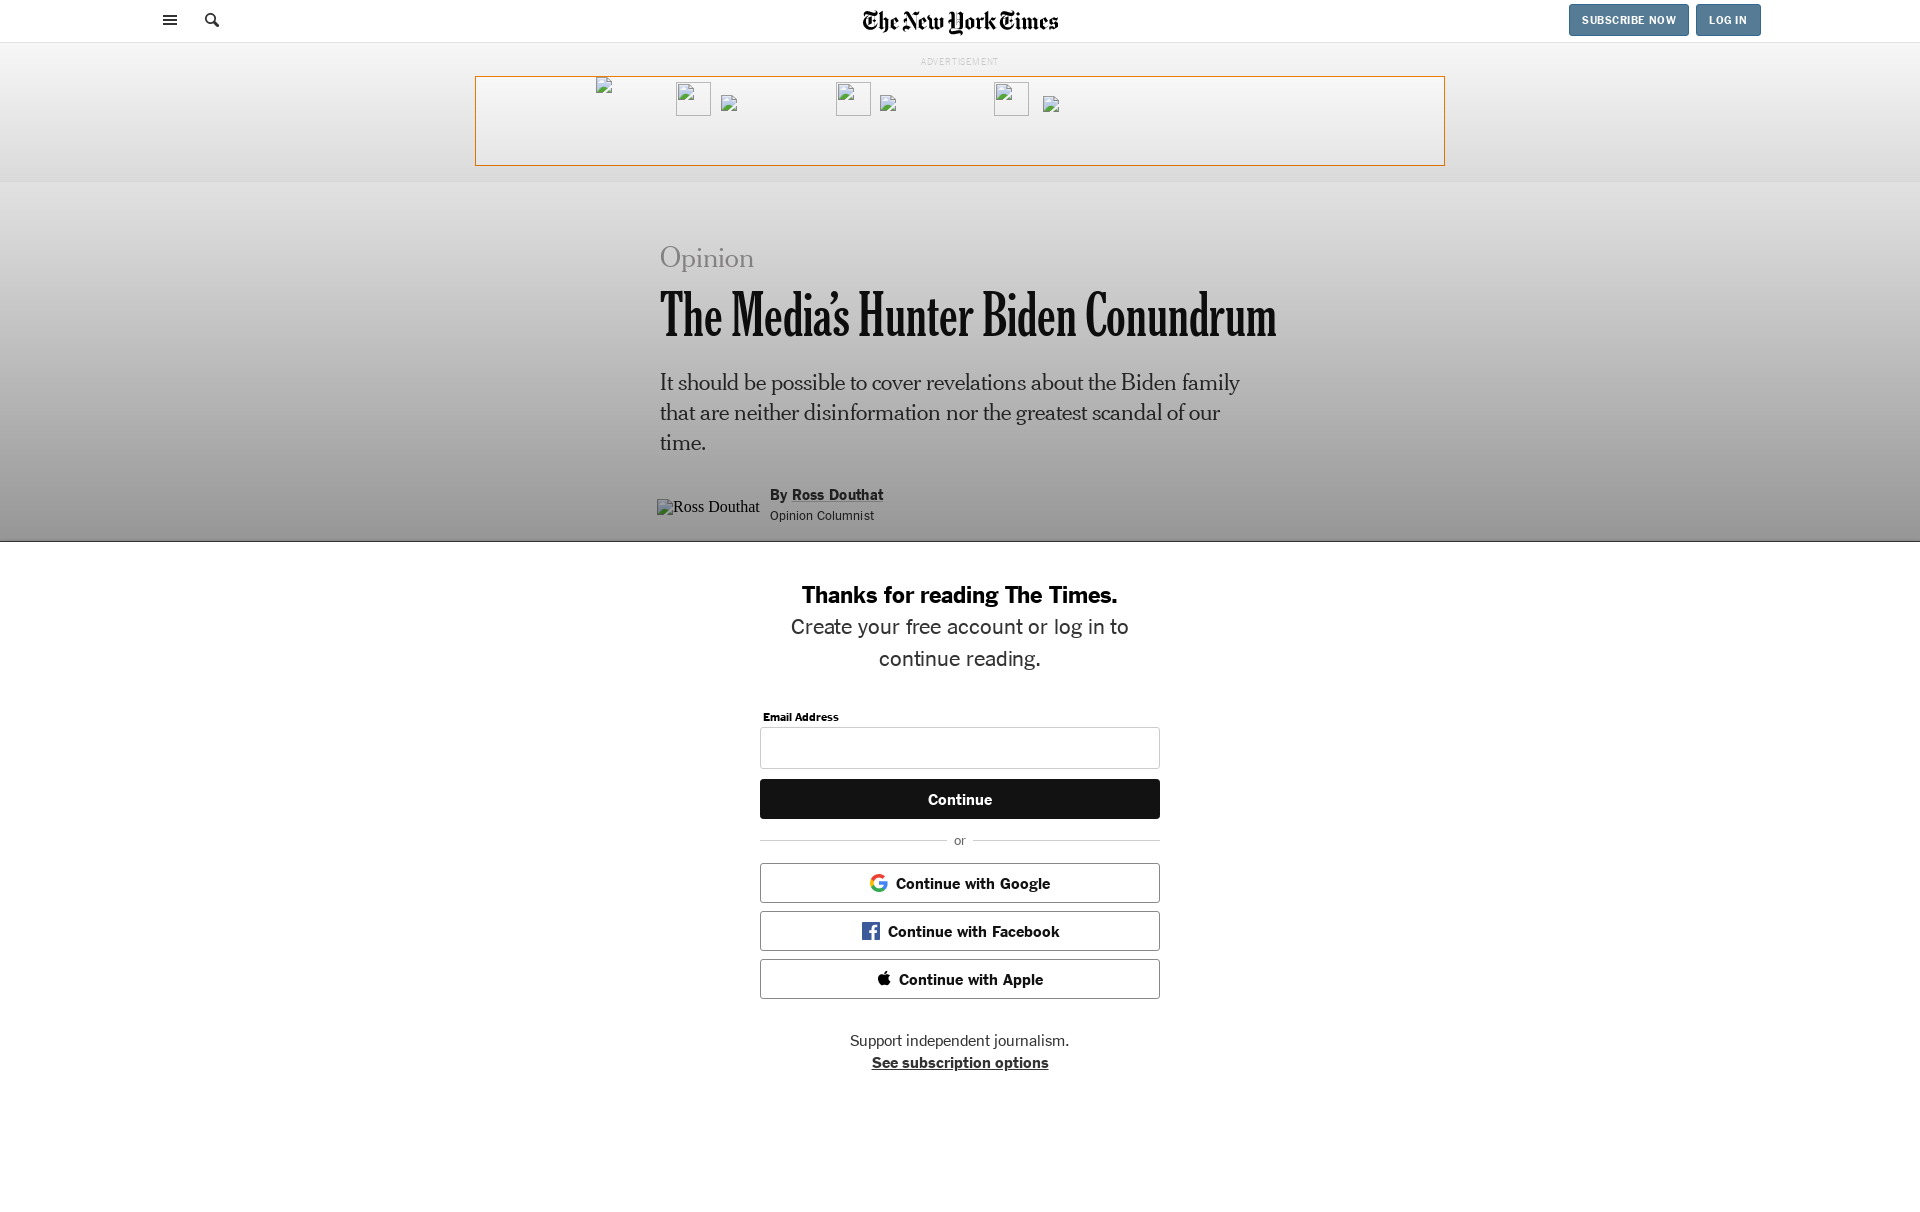 The New York Times
SUBSCRIBE NOW
LOG IN
ADVERTISEMENT
Opinion
The Media’s Hunter Biden Conundrum
It should be possible to cover revelations about the Biden family
that are neither disinformation nor the greatest scandal of our
time.
Ross Douthat
By Ross Douthat
Opinion Columnist
Thanks for reading The Times.
Create your free account or log in to
continue reading.
Email Address
Continue
or
Continue with Google
Continue with Facebook
Continue with Apple
Support independent journalism.
See subscription options